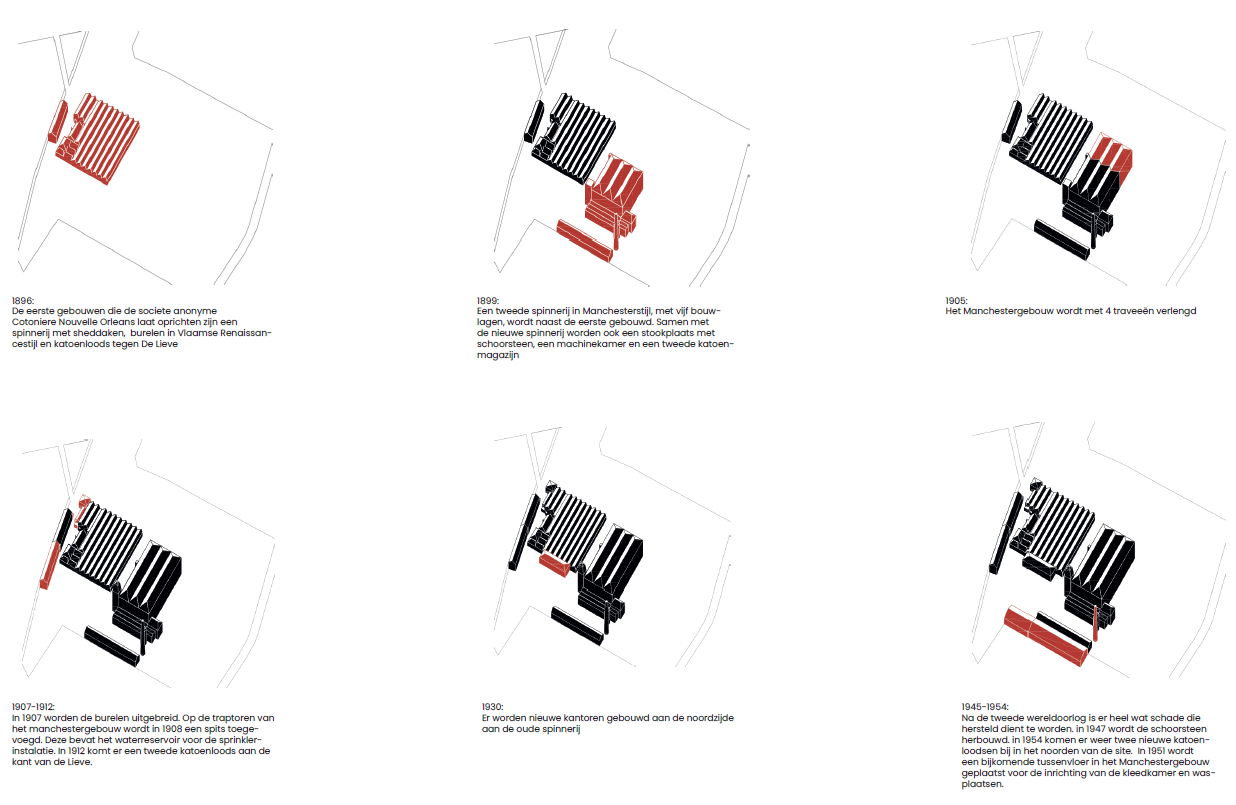 1896:
De eerste gebouwen die de societe anonyme
Cotoniere Nouvelle Orleans laat oprichten zijn een
spinnerij met sheddaken, burelen in Vlaamse Renaissan-
cestijl en katoenloods tegen De Lieve
1899:
Een tweede spinnerij in Manchesterstijl, met vijf bouw-
lagen, wordt naast de eerste gebouwd. Samen met
de nieuwe spinnerij worden ook een stookplaats met
schoorsteen, een machinekamer en een tweede katoen-
magazijn
1905:
Het Manchestergebouw wordt met 4 traveeën verlengd
1907-1912:
In 1907 worden de burelen uitgebreid. Op de traptoren van
het manchestergebouw wordt in 1908 een spits toege-
voegd. Deze bevat het waterreservoir voor de sprinkler-
instalatie. In 1912 komt er een tweede katoenloods aan de
kant van de Lieve.
1930:
Er worden nieuwe kantoren gebouwd aan de noordzijde
aan de oude spinnerij
1945-1954:
Na de tweede wereldoorlog is er heel wat schade die
hersteld dient te worden. in 1947 wordt de schoorsteen
herbouwd. in 1954 komen er weer twee nieuwe katoen-
loodsen bij in het noorden van de site. In 1951 wordt
een bijkomende tussenvloer in het Manchestergebouw
geplaatst voor de inrichting van de kleedkamer en was-
plaatsen.